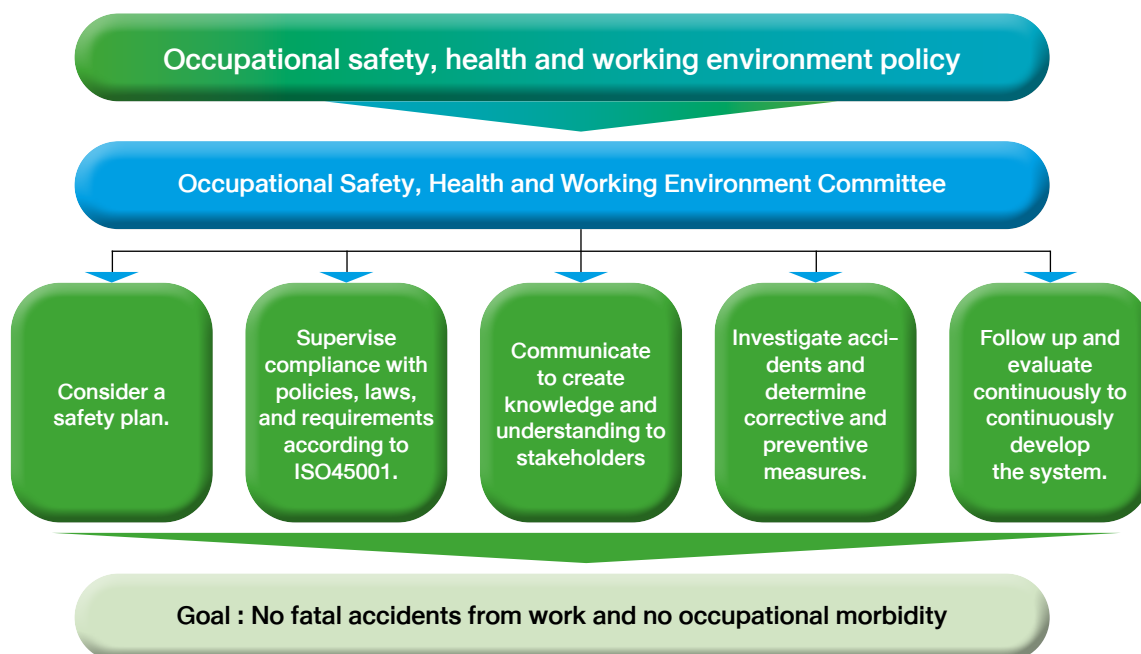 Occupational safety, health and working environment policy
Occupational Safety, Health and Working Environment Committee
Consider a
safety plan.
Supervise
compliance with
policies, laws,
and requirements
according to
ISO45001.
Communicate
to create
knowledge and
understanding to
stakeholders
Investigate acci-
dents and
determine
corrective and
preventive
measures.
Follow up and
evaluate
continuously to
continuously
develop
the system.
Goal : No fatal accidents from work and no occupational morbidity